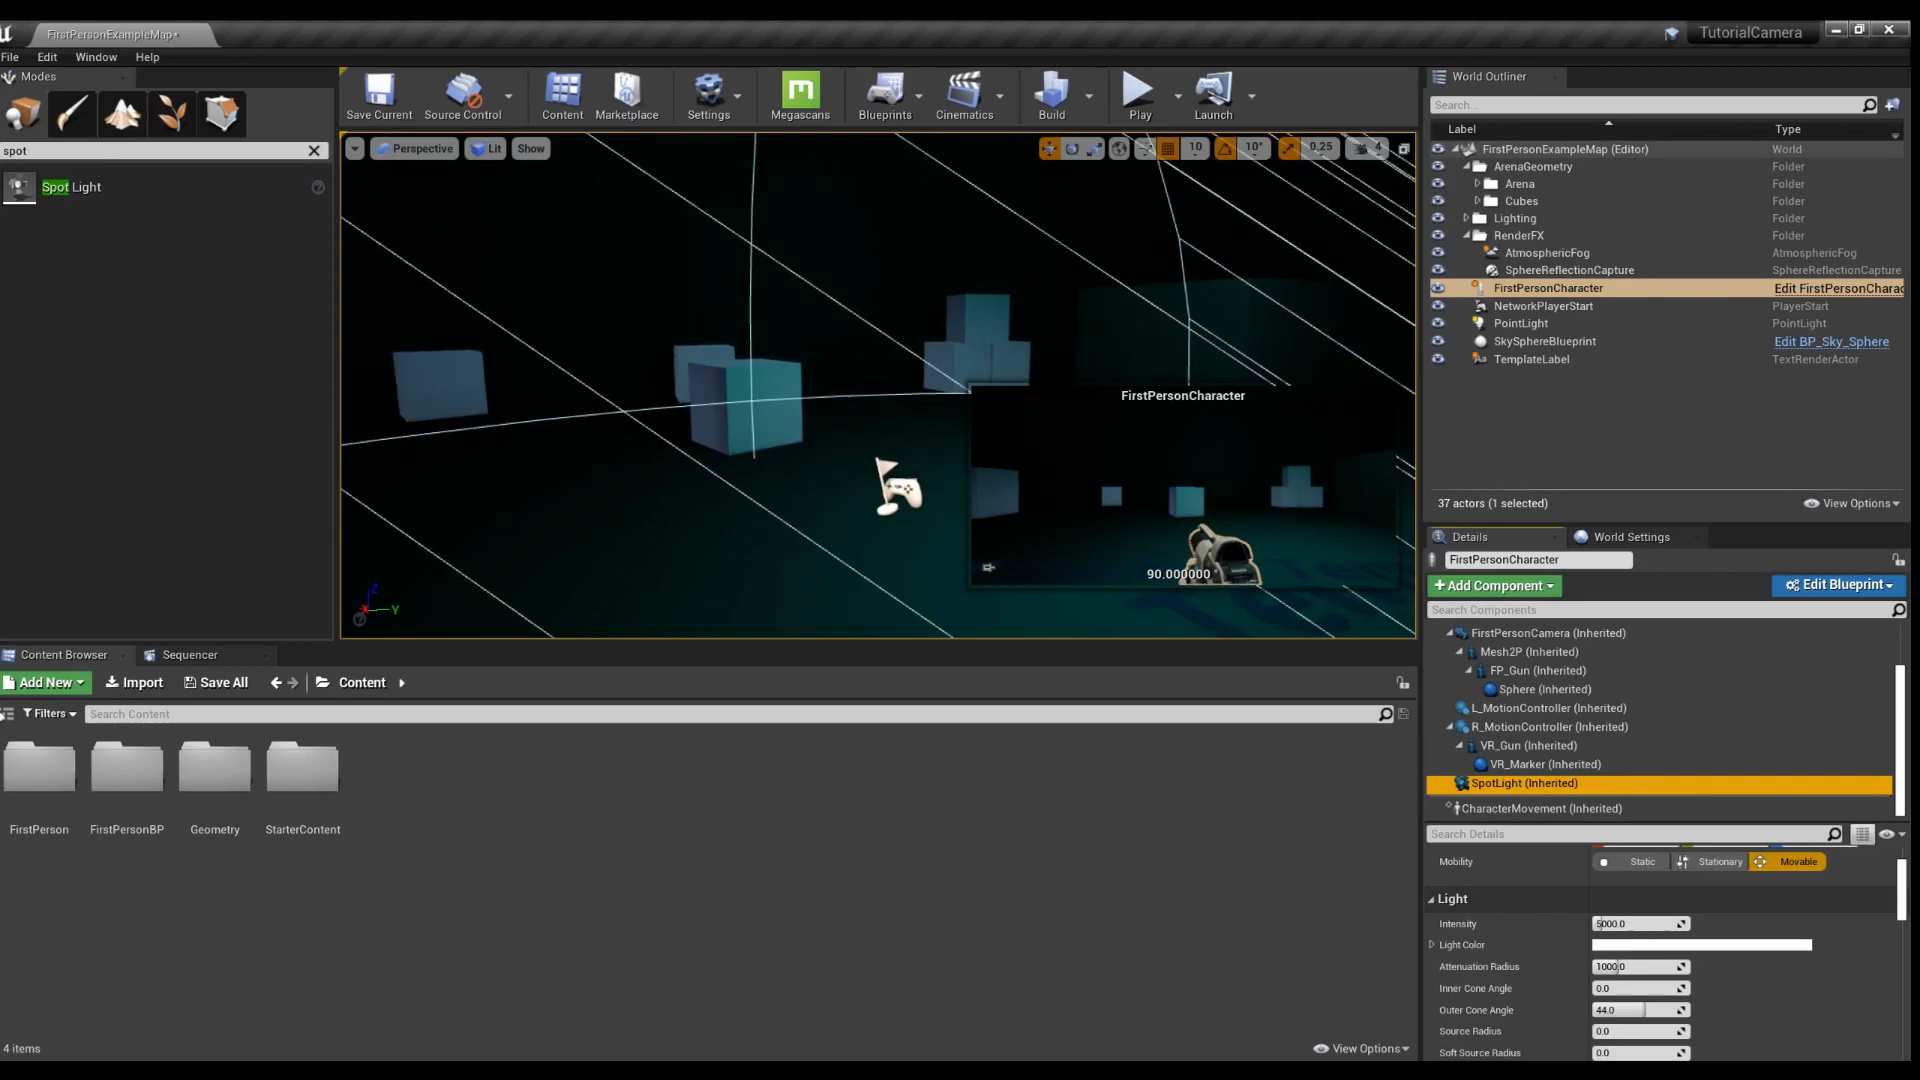 FirstPersonExampleMap*
TutorialCamera
File Edit Window Help
Modes
spot
Spot Light
Save Current
Source Control
Content
Marketplace
Settings
Megascans
Blueprints
Cinematics
Build
Play
Launch
Perspective
Lit
Show
10
10°
0.25
4
FirstPersonCharacter
90.000000
Z
X
Y
World Outliner
Search...
Label Type
FirstPersonExampleMap (Editor) World
ArenaGeometry Folder
Arena Folder
Cubes Folder
Lighting Folder
RenderFX Folder
AtmosphericFog AtmosphericFog
SphereReflectionCapture SphereReflectionCapture
FirstPersonCharacter Edit FirstPersonCharac
NetworkPlayerStart PlayerStart
PointLight PointLight
SkySphereBlueprint Edit BP_Sky_Sphere
TemplateLabel TextRenderActor
37 actors (1 selected)
View Options
Details
World Settings
FirstPersonCharacter
+Add Component
Edit Blueprint
Search Components
FirstPersonCamera (Inherited)
Mesh2P (Inherited)
FP_Gun (Inherited)
Sphere (Inherited)
L_MotionController (Inherited)
R_MotionController (Inherited)
VR_Gun (Inherited)
VR_Marker (Inherited)
SpotLight (Inherited)
CharacterMovement (Inherited)
Search Details
Mobility Static Stationary Movable
Light
Intensity 5000.0
Light Color
Attenuation Radius 1000.0
Inner Cone Angle 0.0
Outer Cone Angle 44.0
Source Radius 0.0
Soft Source Radius 0.0
Content Browser
Sequencer
Add New
Import
Save All
Content
Filters
Search Content
FirstPerson
FirstPersonBP
Geometry
StarterContent
4 items
View Options